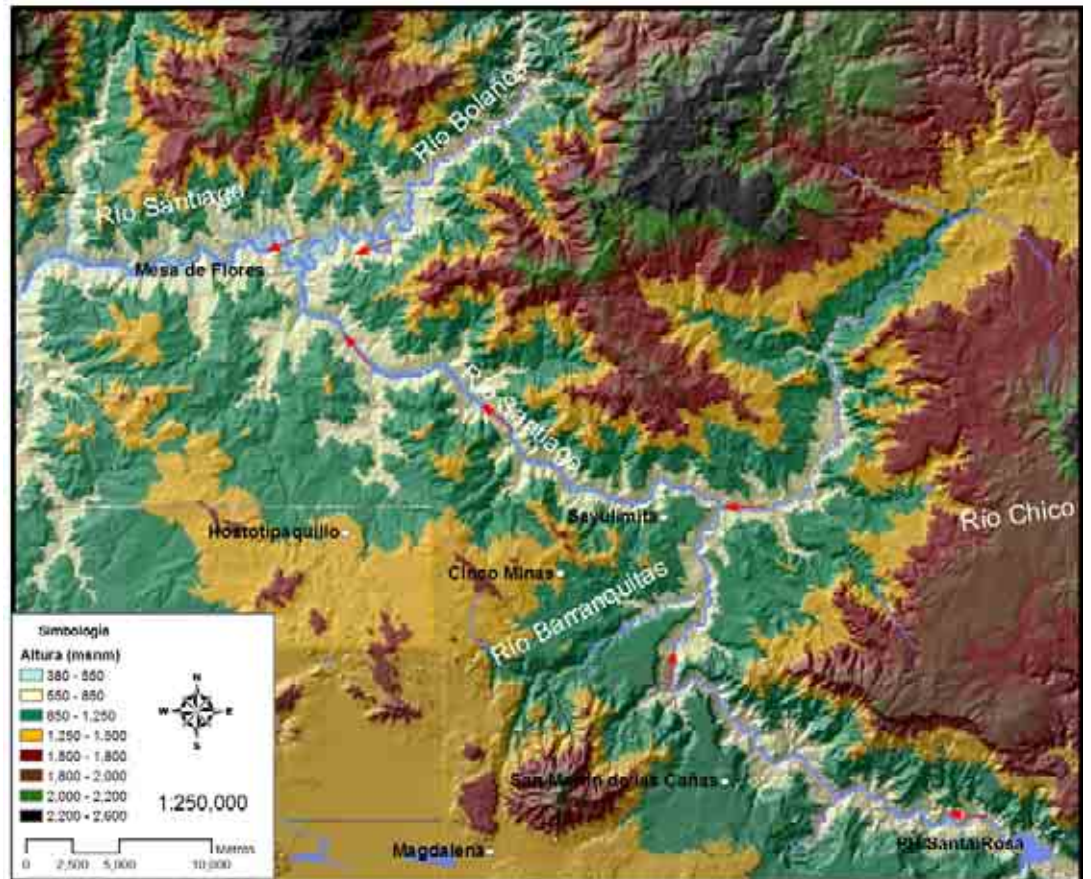 Río Bolaños
Río Santiago
Mesa de Flores
Río Santiago
Río Chico
Sayulimita
Hostotipaquillo
Cinco Minas
Río Barranquitas
San Martín de las Cañas
PH Santa Rosa
Magdalena
Simbología
Altura (msnm)
380 - 550
550 - 850
850 - 1,250
1,250 - 1,500
1,500 - 1,800
1,800 - 2,000
2,000 - 2,200
2,200 - 2,600
N
W E
S
1:250,000
Metros
0 2,500 5,000 10,000